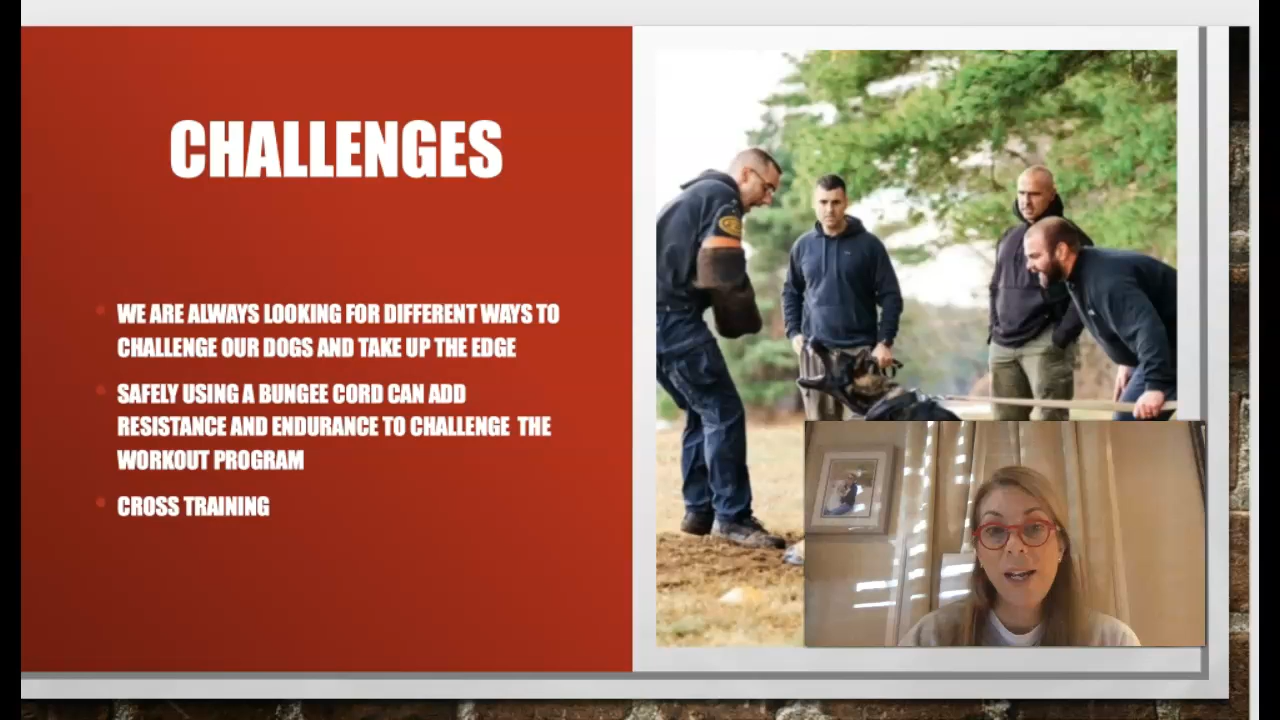 CHALLENGES
WE ARE ALWAYS LOOKING FOR DIFFERENT WAYS TO
CHALLENGE OUR DOGS AND TAKE UP THE EDGE
SAFELY USING A BUNGEE CORD CAN ADD
RESISTANCE AND ENDURANCE TO CHALLENGE THE
WORKOUT PROGRAM
CROSS TRAINING